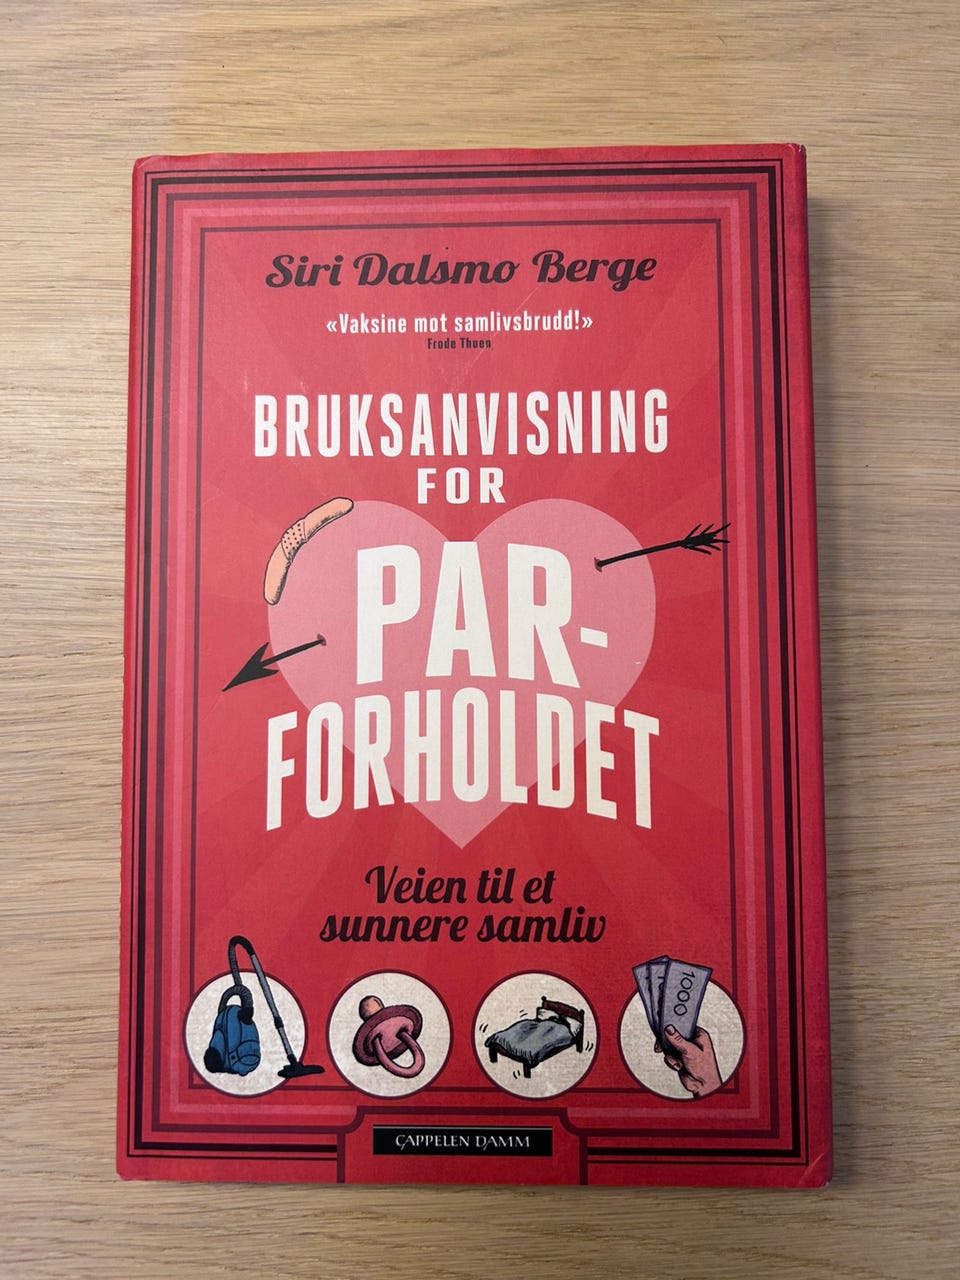 Siri Dalsmo Berge
«Vaksine mot samlivsbrudd!»
Frode Thuen
BRUKSANVISNING
FOR
PAR-
FORHOLDET
Veien til et
sunnere samliv
1000
CAPPELEN DAMM